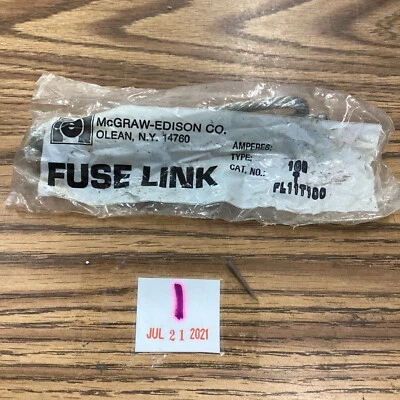 McGRAW-EDISON CO.
OLEAN, N.Y. 14760
FUSE LINK
AMPERES: 100
TYPE: T
CAT. NO.: FL11T100
1
JUL 21 2021